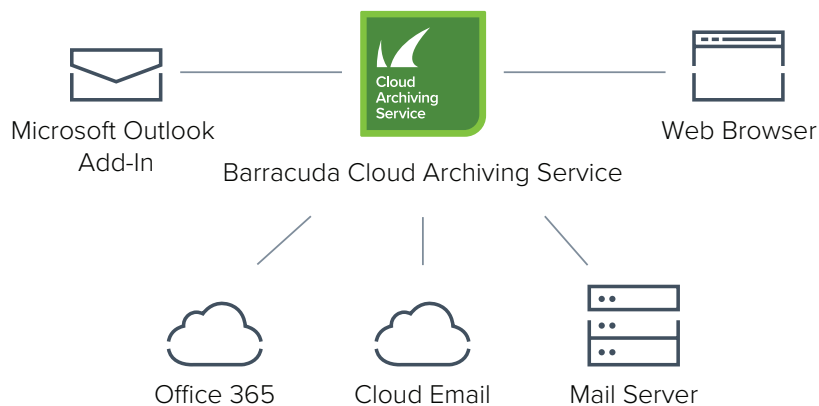 Cloud
Archiving
Service
Microsoft Outlook
Add-In
Web Browser
Barracuda Cloud Archiving Service
Office 365
Cloud Email
Mail Server